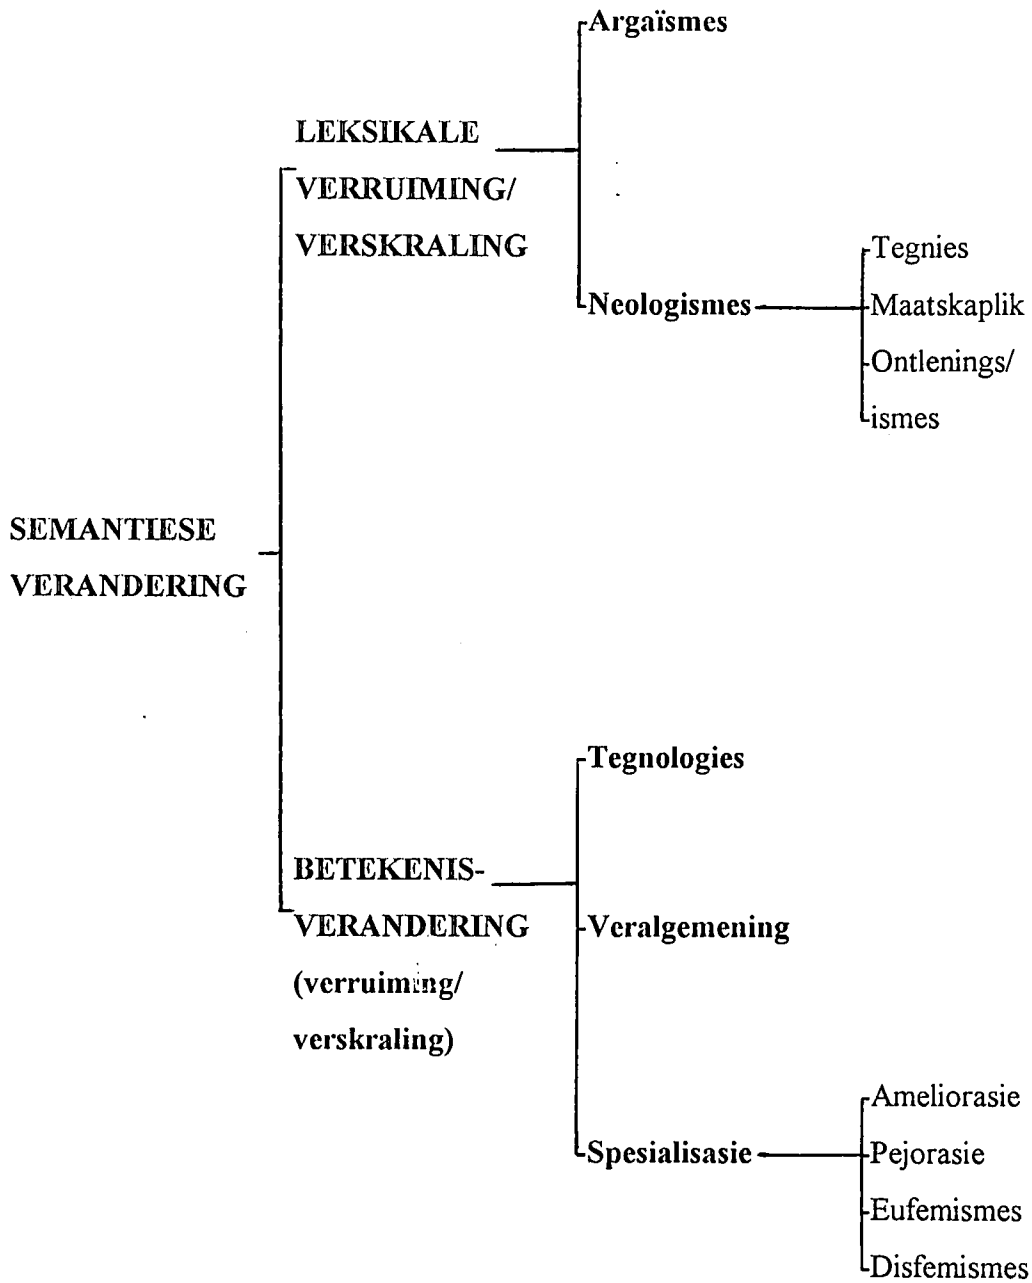 SEMANTIESE
VERANDERING
LEKSIKALE
VERRUIMING/
VERSKRALING
Argaïsmes
Neologismes
Tegnies
Maatskaplik
Ontlenings/
ismes
BETEKENIS-
VERANDERING
(verruiming/
verskraling)
Tegnologies
Veralgemening
Spesialisasie
Ameliorasie
Pejorasie
Eufemismes
Disfemismes